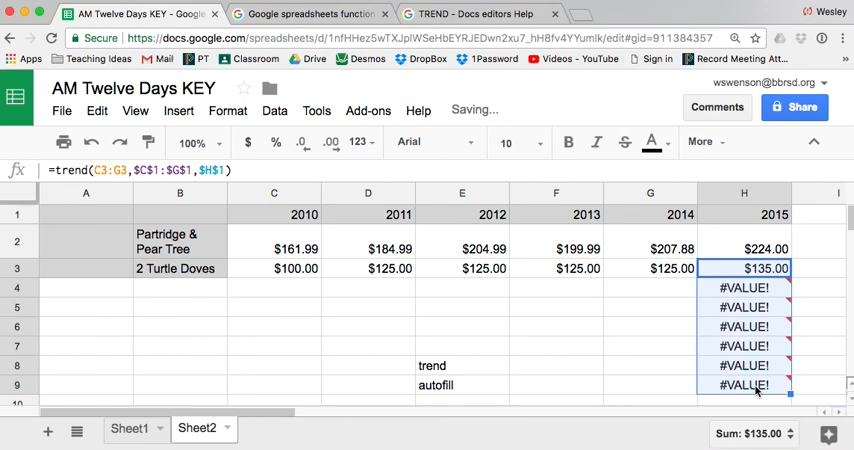 AM Twelve Days KEY - Google
Google spreadsheets function
TREND - Docs editors Help
Wesley
Secure
https://docs.google.com/spreadsheets/d/1nfHHez5wTXJplWSeHbEYRJEDwn2xu7_hH8fv4YYumIk/edit#gid=911384357
Apps Teaching Ideas Mail PT Classroom Drive Desmos DropBox 1Password Videos - YouTube Sign in Record Meeting Att... »
AM Twelve Days KEY
wswenson@bbrsd.org
File Edit View Insert Format Data Tools Add-ons Help Saving...
Comments Share
100% $ % .0 .00 123 Arial 10 B I S A More
fx =trend(C3:G3,$C$1:$G$1,$H$1)
A B C D E F G H I
1 2010 2011 2012 2013 2014 2015
Partridge &
2 Pear Tree $161.99 $184.99 $204.99 $199.99 $207.88 $224.00
3 2 Turtle Doves $100.00 $125.00 $125.00 $125.00 $125.00 $135.00
4 #VALUE!
5 #VALUE!
6 #VALUE!
7 #VALUE!
8 trend #VALUE!
9 autofill #VALUE!
10
Sheet1 Sheet2 Sum: $135.00